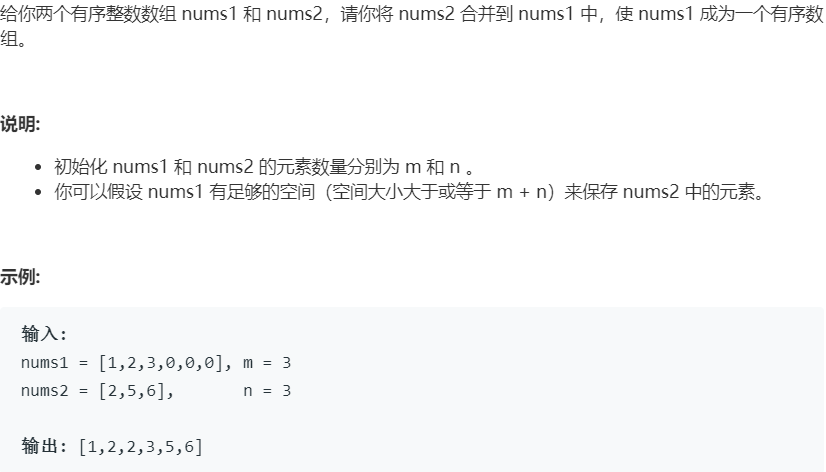 给你两个有序整数数组 nums1 和 nums2，请你将 nums2 合并到 nums1 中，使 nums1 成为一个有序数
组。
说明:
• 初始化 nums1 和 nums2 的元素数量分别为 m 和 n 。
• 你可以假设 nums1 有足够的空间（空间大小大于或等于 m + n）来保存 nums2 中的元素。
示例:
输入:
nums1 = [1,2,3,0,0,0], m = 3
nums2 = [2,5,6],       n = 3
输出: [1,2,2,3,5,6]